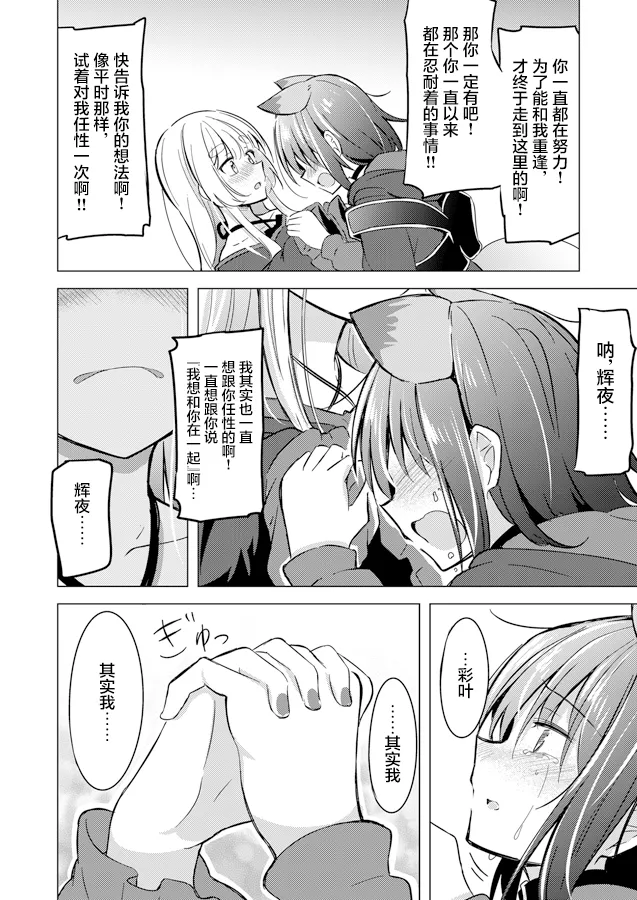 你一直都在努力！
为了能和我重逢，
才终于走到这里的啊！
那你一定有吧！
那个你一直以来
都在忍耐着的事情!!
快告诉我你的想法啊！
像平时那样，
试着对我任性一次啊!!
呐，辉夜……
我其实也一直
想跟你任性的啊！
一直想跟你说
『我想和你在
一起』啊…
辉夜……
…彩叶
……其实我
ぎゅっ
其实我……